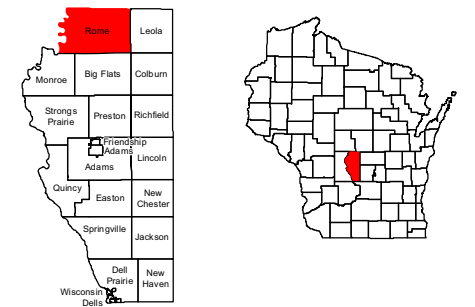 Rome
Leola
Monroe
Big Flats
Colburn
Strongs
Prairie
Preston
Richfield
Friendship
Adams
Adams
Lincoln
Quincy
Easton
New
Chester
Springville
Jackson
Dell
Prairie
New
Haven
Wisconsin
Dells